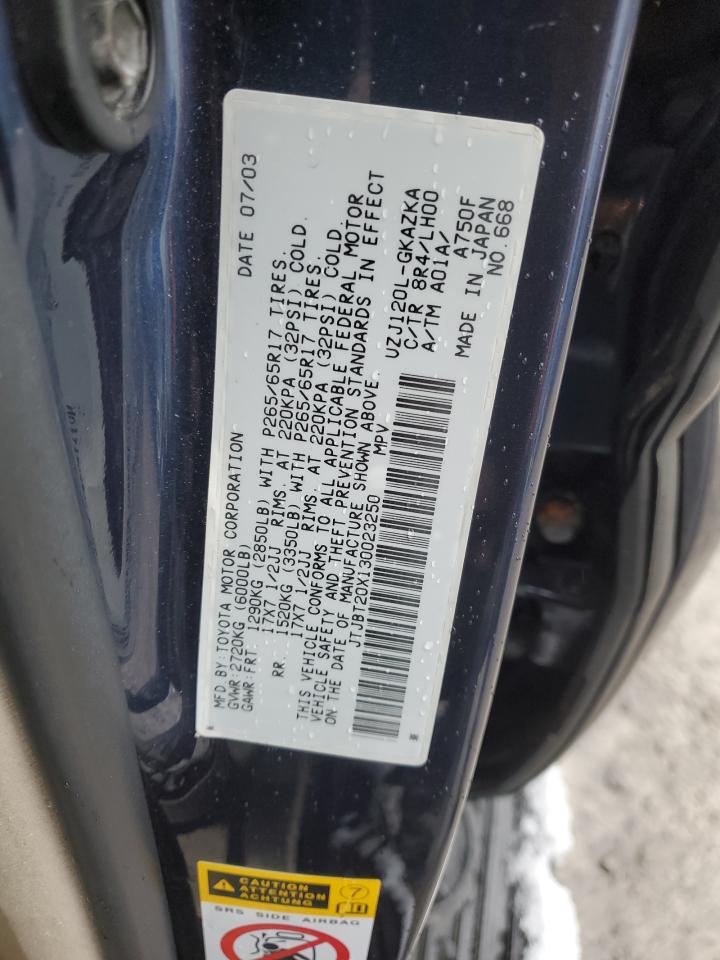 MFD BY:TOYOTA MOTOR CORPORATION DATE 07/03
GVWR:2720KG (6000LB)
GAWR:FRT. 1290KG (2850LB) WITH P265/65R17 TIRES.
17X7 1/2JJ RIMS. AT 220KPA (32PSI) COLD.
RR. 1520KG (3350LB) WITH P265/65R17 TIRES.
17X7 1/2JJ RIMS. AT 220KPA (32PSI) COLD.
THIS VEHICLE CONFORMS TO ALL APPLICABLE FEDERAL MOTOR
VEHICLE SAFETY AND THEFT PREVENTION STANDARDS IN EFFECT
ON THE DATE OF MANUFACTURE SHOWN ABOVE.
JTJBT20X130023250 MPV
UZJ120L-GKAZKA
C/TR 8R4/LH00
A/TM A01A/ A750F
MADE IN JAPAN
NO.668
CAUTION
ATTENTION
ACHTUNG
SRS SIDE AIRBAG